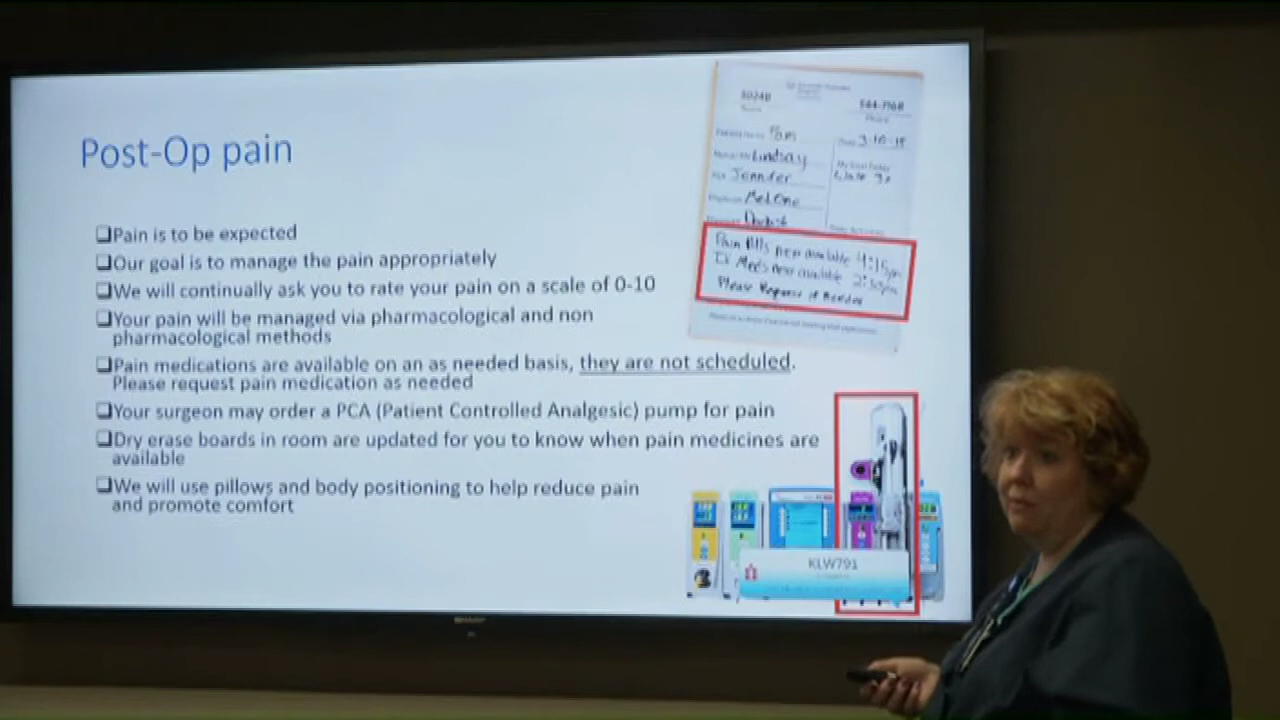 Post-Op pain
❑Pain is to be expected
❑Our goal is to manage the pain appropriately
❑We will continually ask you to rate your pain on a scale of 0-10
❑Your pain will be managed via pharmacological and non
pharmacological methods
❑Pain medications are available on an as needed basis, they are not scheduled.
Please request pain medication as needed
❑Your surgeon may order a PCA (Patient Controlled Analgesic) pump for pain
❑Dry erase boards in room are updated for you to know when pain medicines are
available
❑We will use pillows and body positioning to help reduce pain
and promote comfort
Pam
Lindsay
Jennifer
Pain Pills next available 4:15pm
IV Meds next available 2:30pm
Please Request if Needed
KLW791
SHARP